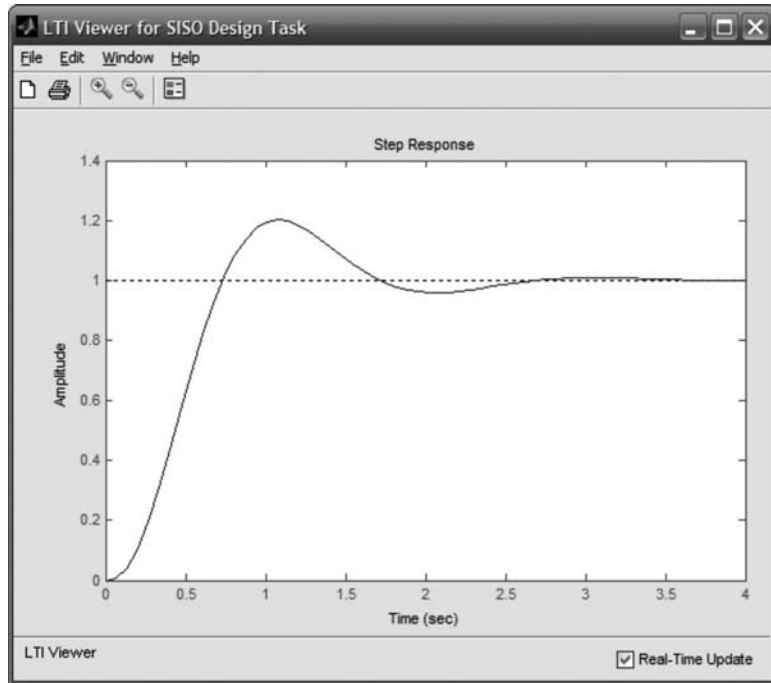 LTI Viewer for SISO Design Task
File Edit Window Help
Step Response
Amplitude
1.4
1.2
1
0.8
0.6
0.4
0.2
0
0 0.5 1 1.5 2 2.5 3 3.5 4
Time (sec)
LTI Viewer
Real-Time Update